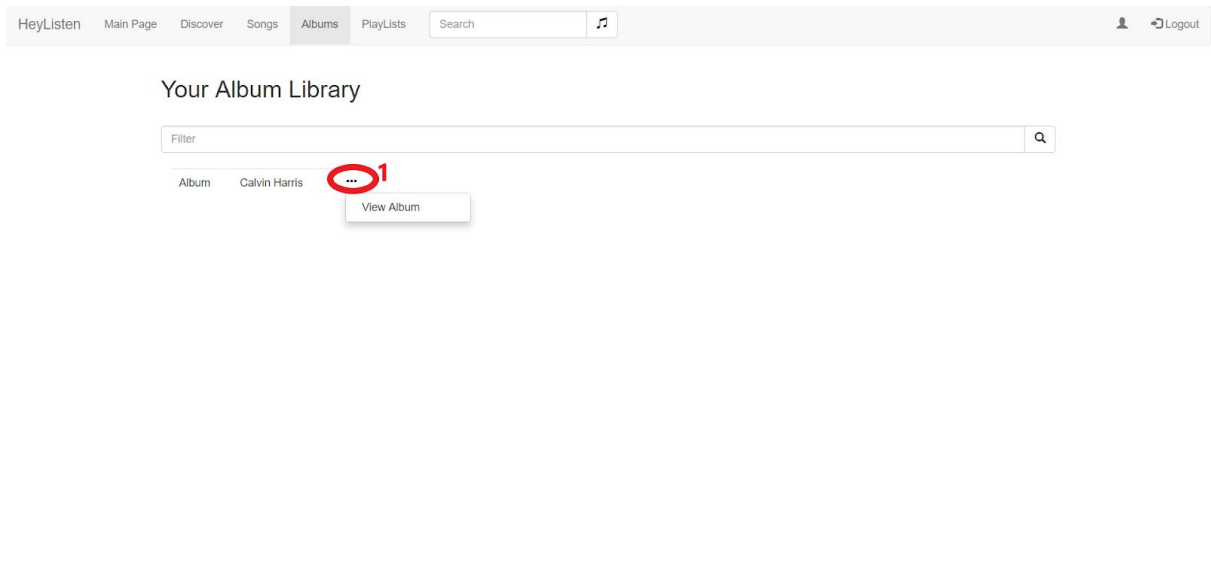 HeyListen Main Page Discover Songs Albums PlayLists Search Logout
Your Album Library
Filter
Album Calvin Harris ... 1
View Album